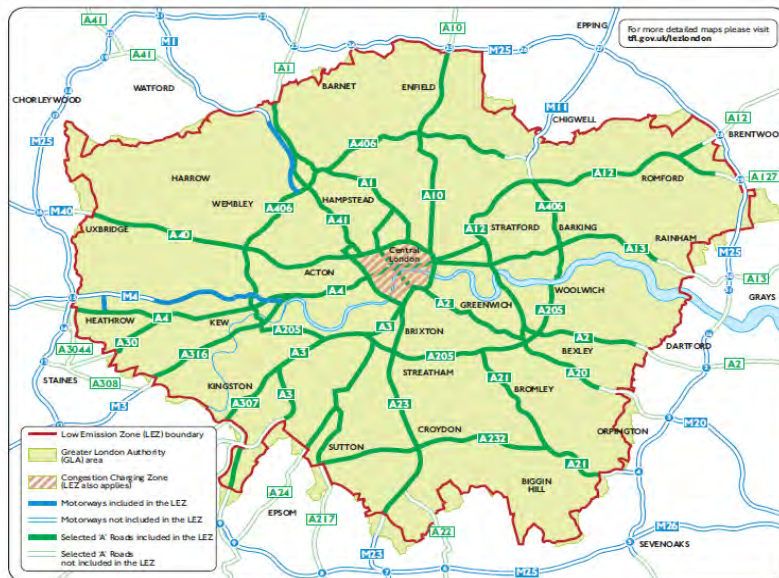 A41
A10
EPPING
For more detailed maps please visit
tfl.gov.uk/lezlondon
M1
A41
A1
M25
WATFORD
BARNET
ENFIELD
CHORLEYWOOD
M11
CHIGWELL
A12
M25
BRENTWOO
A406
HARROW
A1
A12
A127
ROMFORD
WEMBLEY
A406
HAMPSTEAD
A10
A406
M40
A41
UXBRIDGE
A40
A12
STRATFORD
BARKING
RAINHAM
Central
London
A13
M25
ACTON
A13
M4
A4
WOOLWICH
GRAYS
HEATHROW
A4
KEW
A2
GREENWICH
A205
A30
A205
A3
BRIXTON
A2
A3044
A316
A3
A205
BEXLEY
DARTFORD
STAINES
A308
STREATHAM
A21
A20
A2
M3
KINGSTON
A307
A3
A23
BROMLEY
M20
CROYDON
ORPINGTON
SUTTON
A232
A21
BIGGIN
HILL
A24
EPSOM
A217
A22
M26
SEVENOAKS
M23
M25
Low Emission Zone (LEZ) boundary
Greater London Authority
(GLA) area
Congestion Charging Zone
(LEZ also applies)
Motorways included in the LEZ
Motorways not included in the LEZ
Selected 'A' Roads included in the LEZ
Selected 'A' Roads
not included in the LEZ